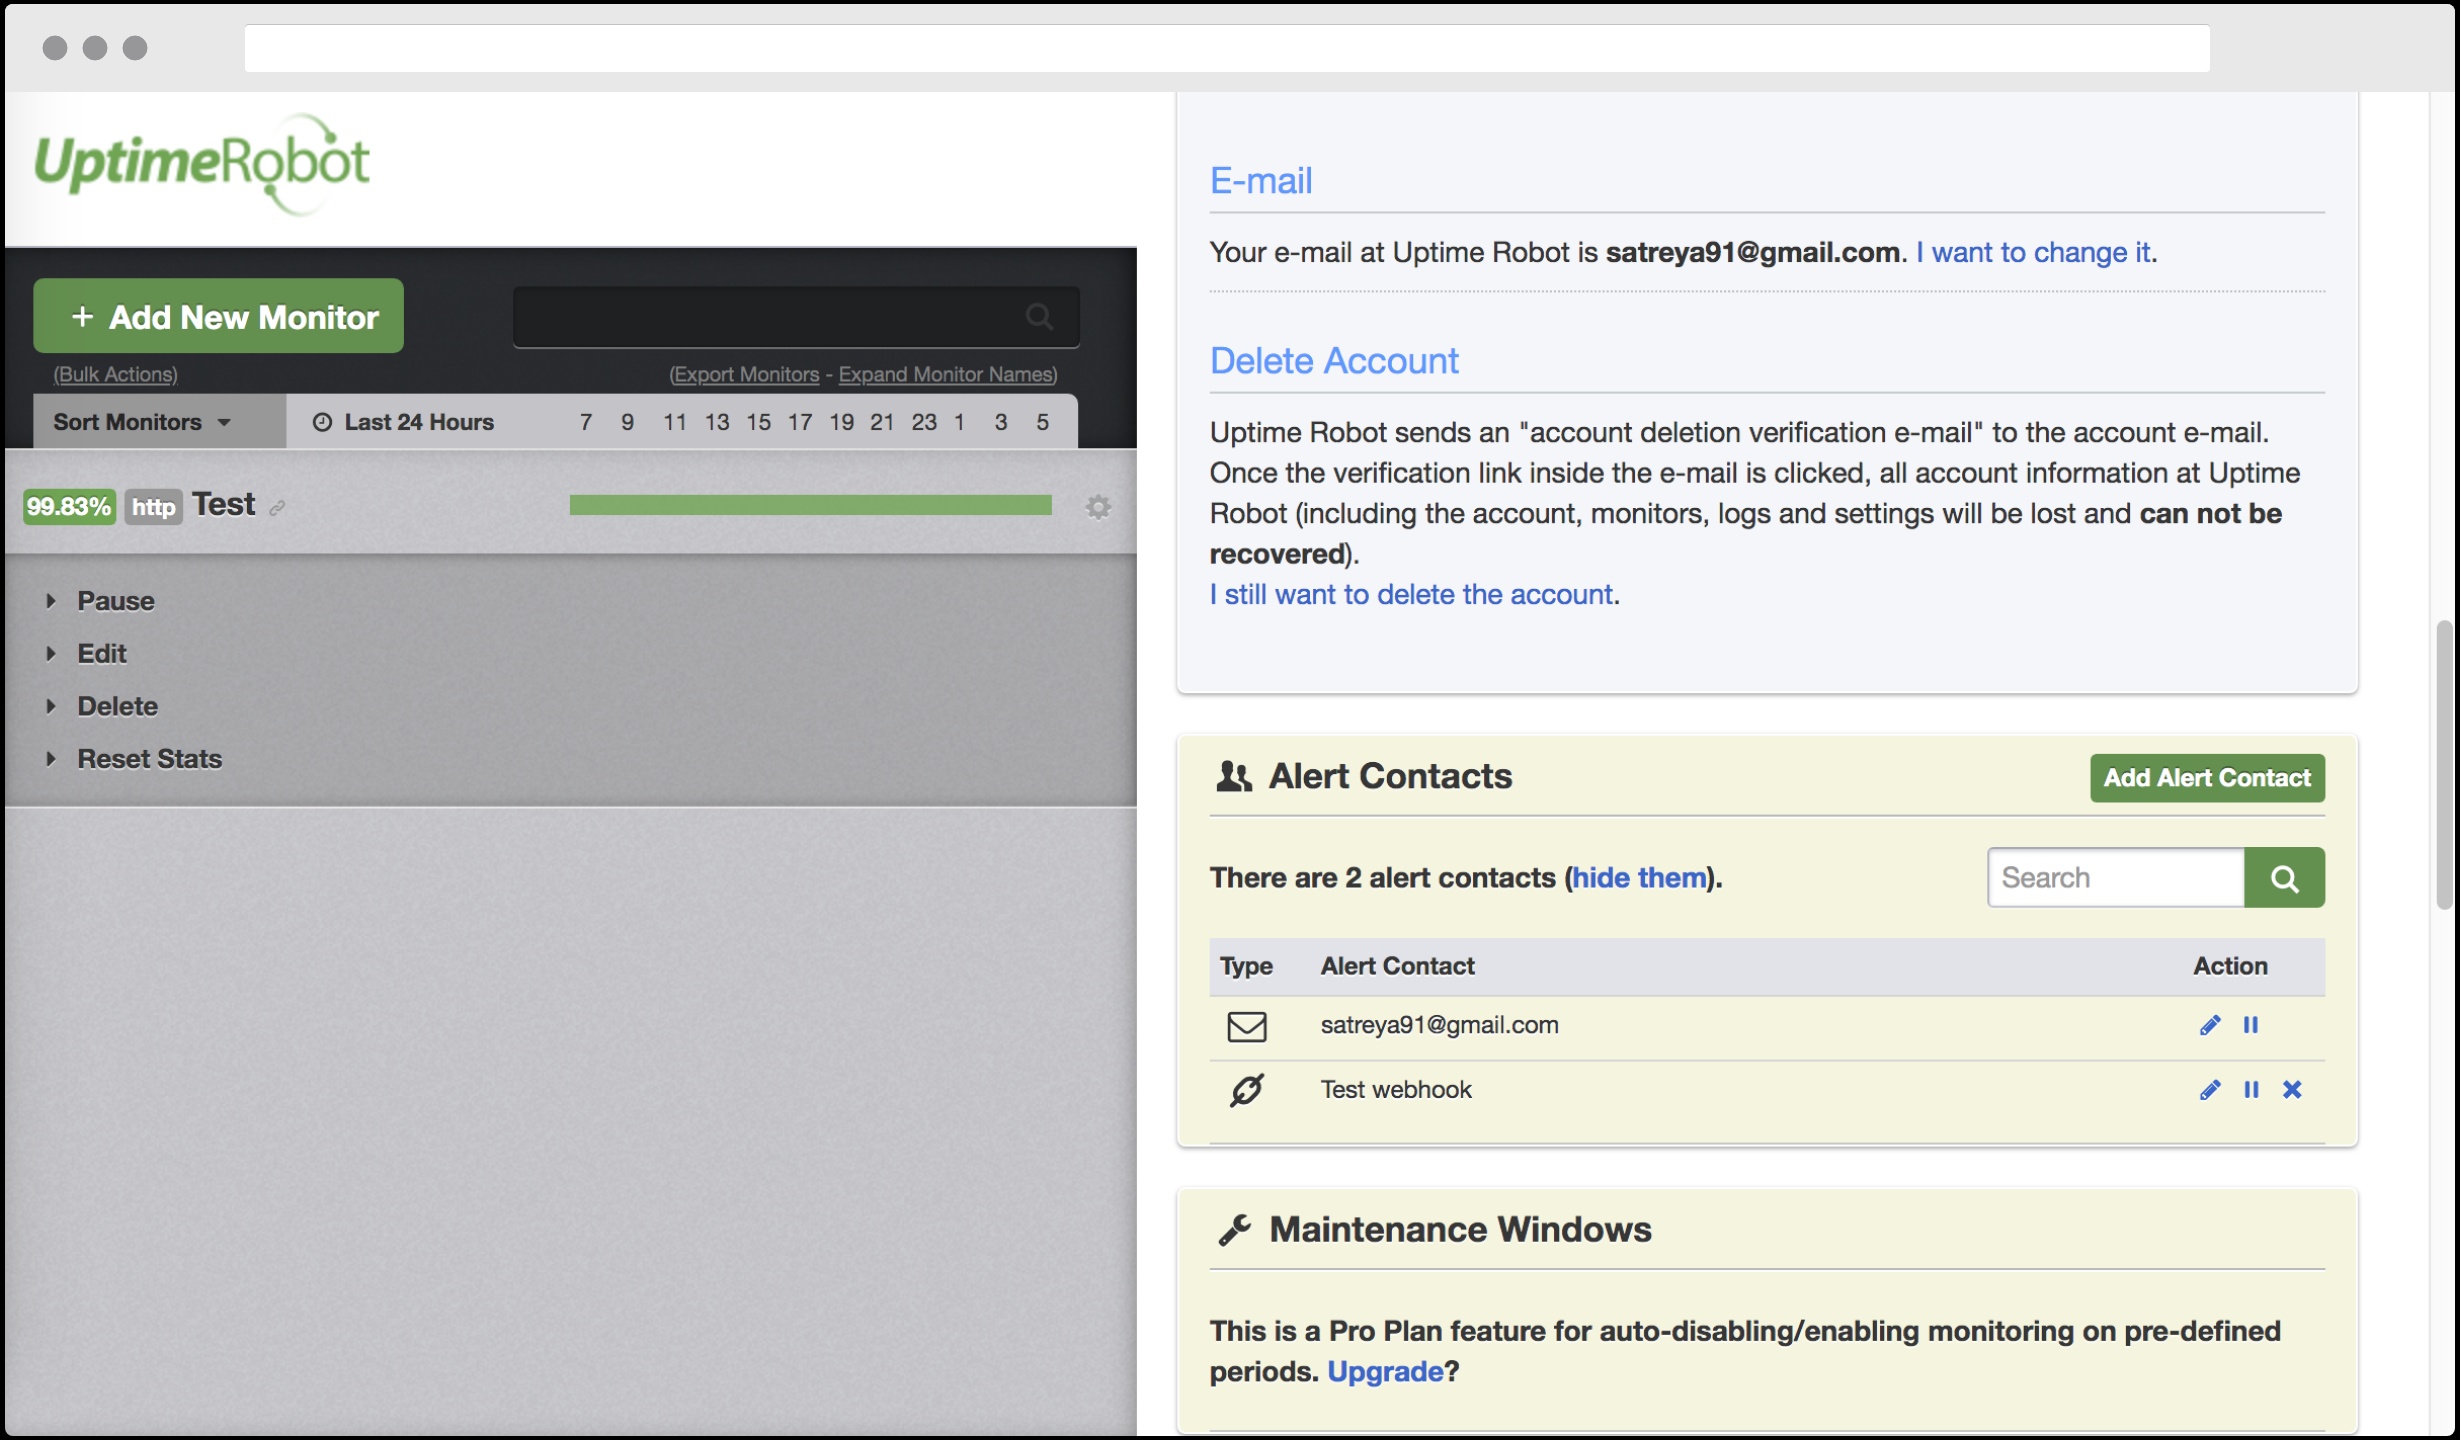 UptimeRobot
+ Add New Monitor
(Bulk Actions)
(Export Monitors - Expand Monitor Names)
Sort Monitors
Last 24 Hours 7 9 11 13 15 17 19 21 23 1 3 5
99.83% http Test
Pause
Edit
Delete
Reset Stats
E-mail
Your e-mail at Uptime Robot is satreya91@gmail.com. I want to change it.
Delete Account
Uptime Robot sends an "account deletion verification e-mail" to the account e-mail.
Once the verification link inside the e-mail is clicked, all account information at Uptime
Robot (including the account, monitors, logs and settings will be lost and can not be
recovered).
I still want to delete the account.
Alert Contacts
Add Alert Contact
There are 2 alert contacts (hide them).
Search
Type Alert Contact Action
satreya91@gmail.com
Test webhook
Maintenance Windows
This is a Pro Plan feature for auto-disabling/enabling monitoring on pre-defined
periods. Upgrade?